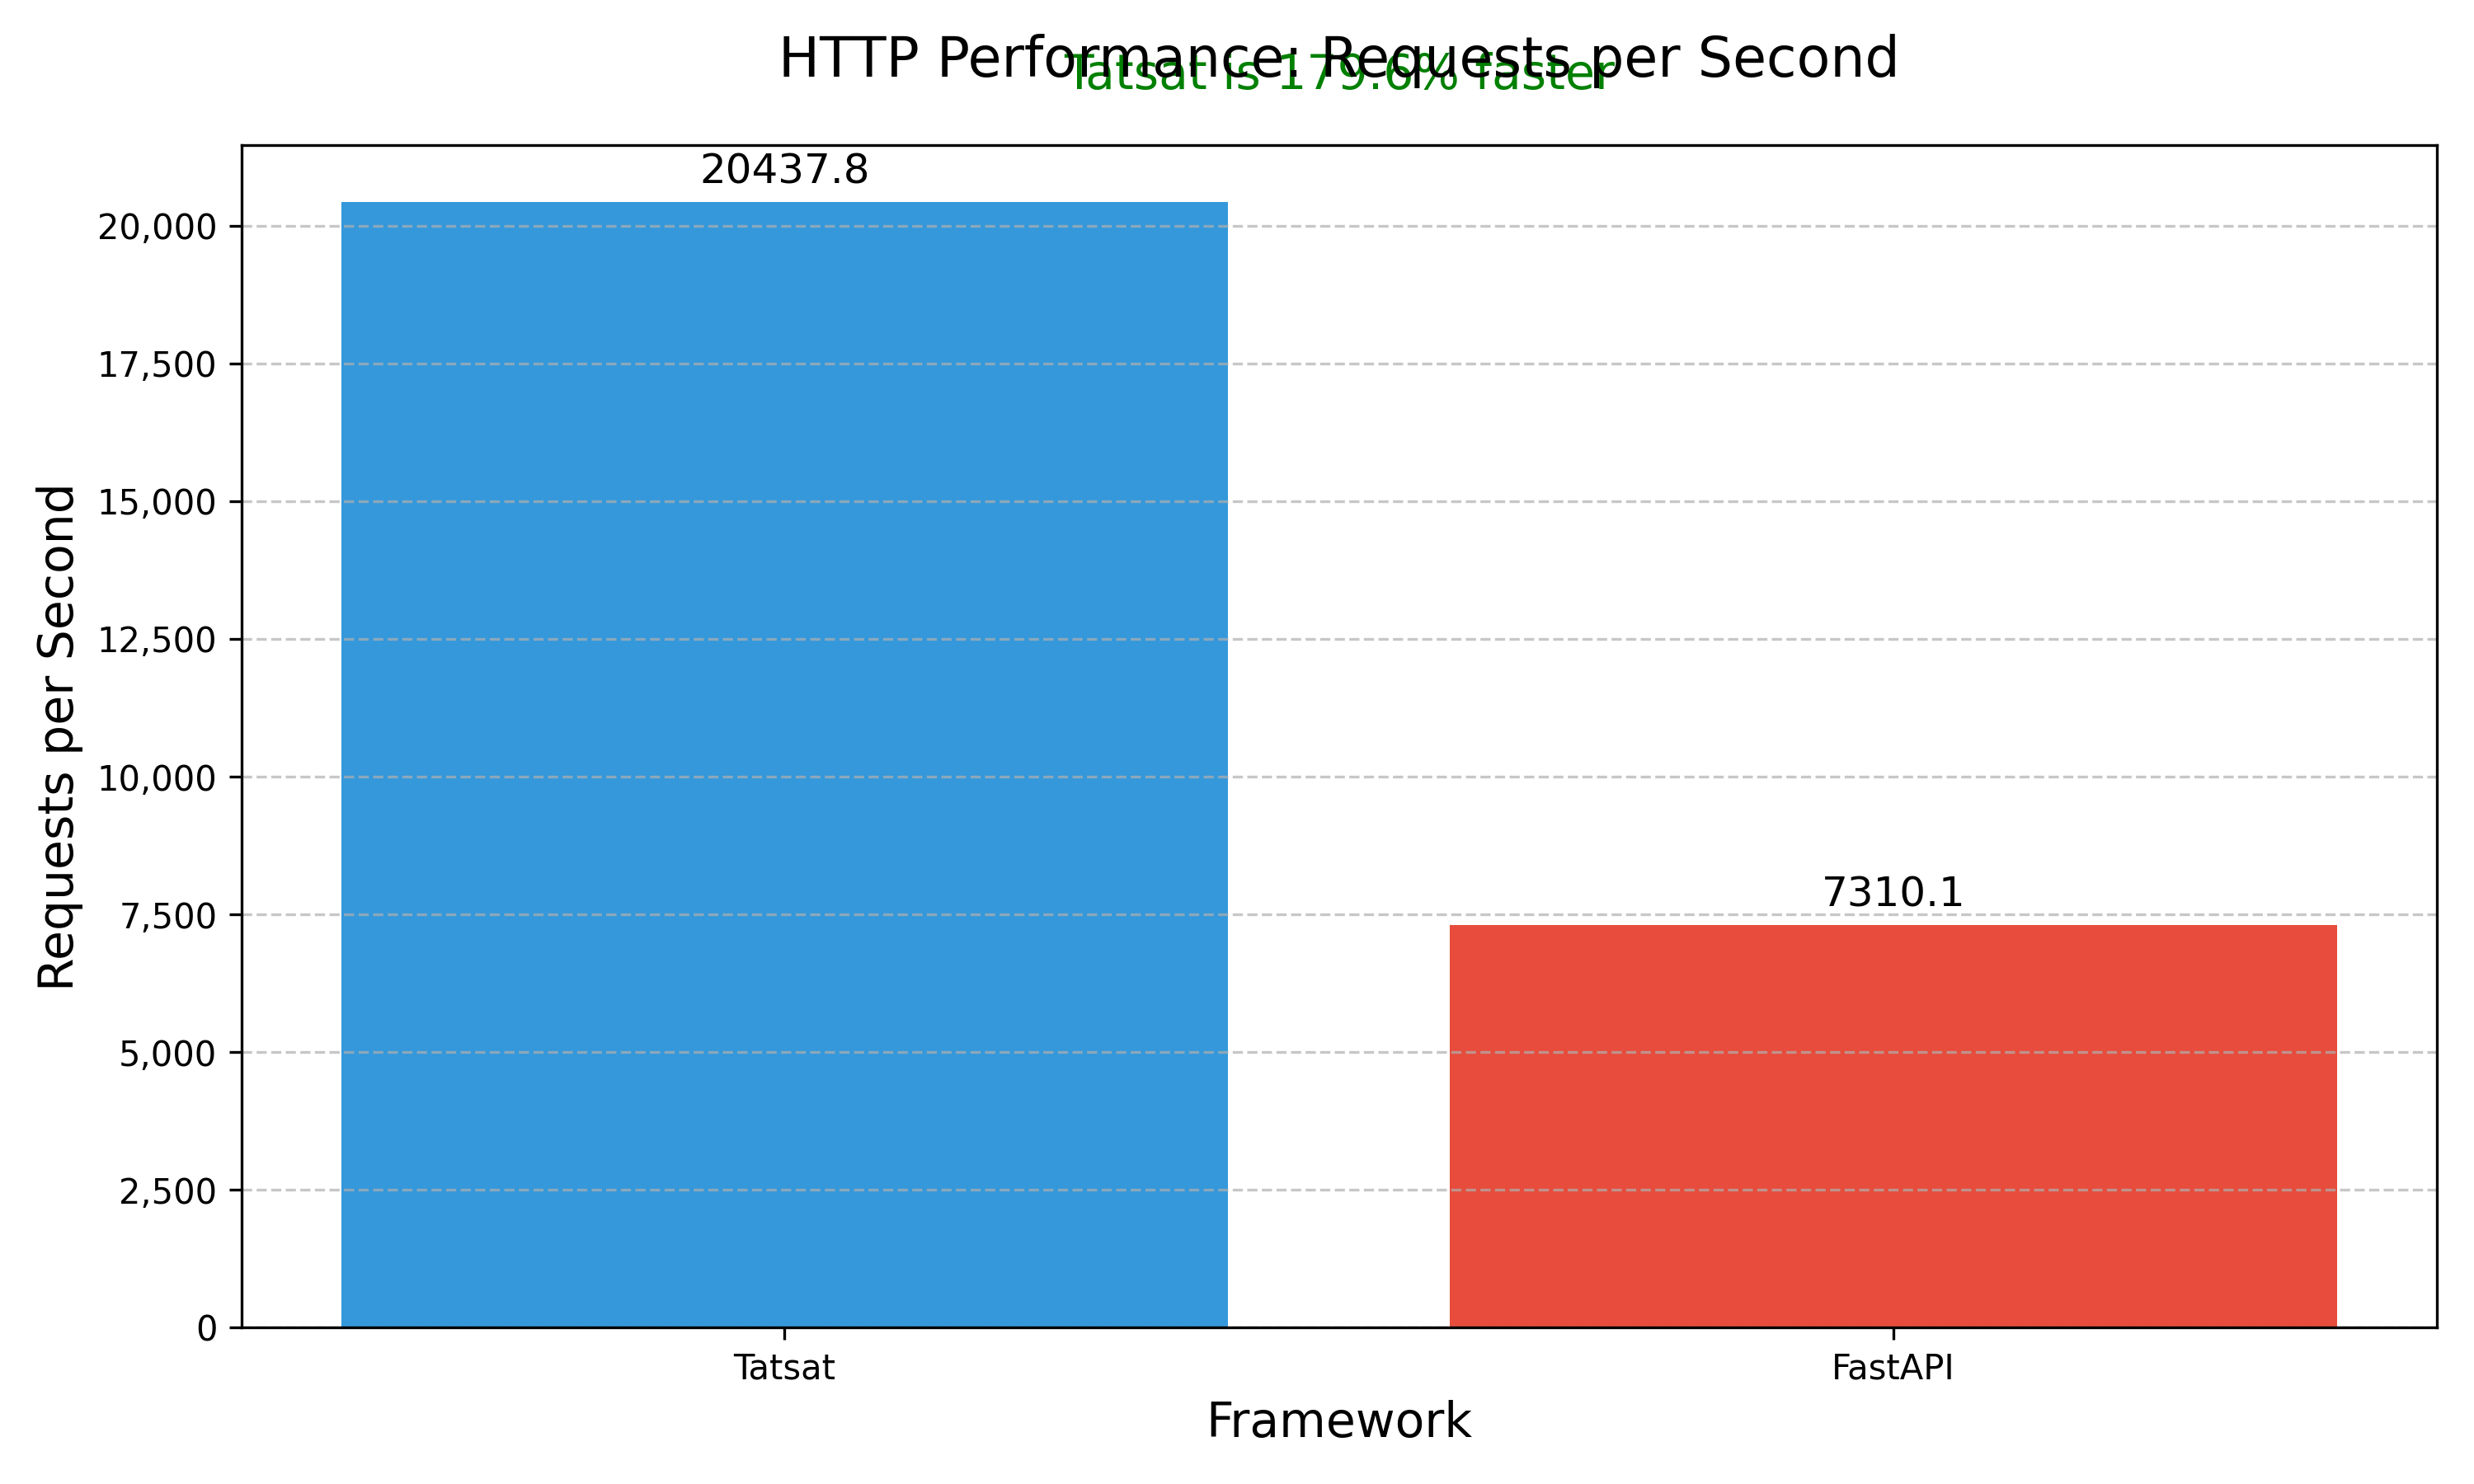 HTTP Performance: Requests per Second
Tatsat is 179.6% faster
20437.8
20,000
17,500
15,000
12,500
10,000
7310.1
7,500
5,000
2,500
0
Requests per Second
Tatsat
FastAPI
Framework